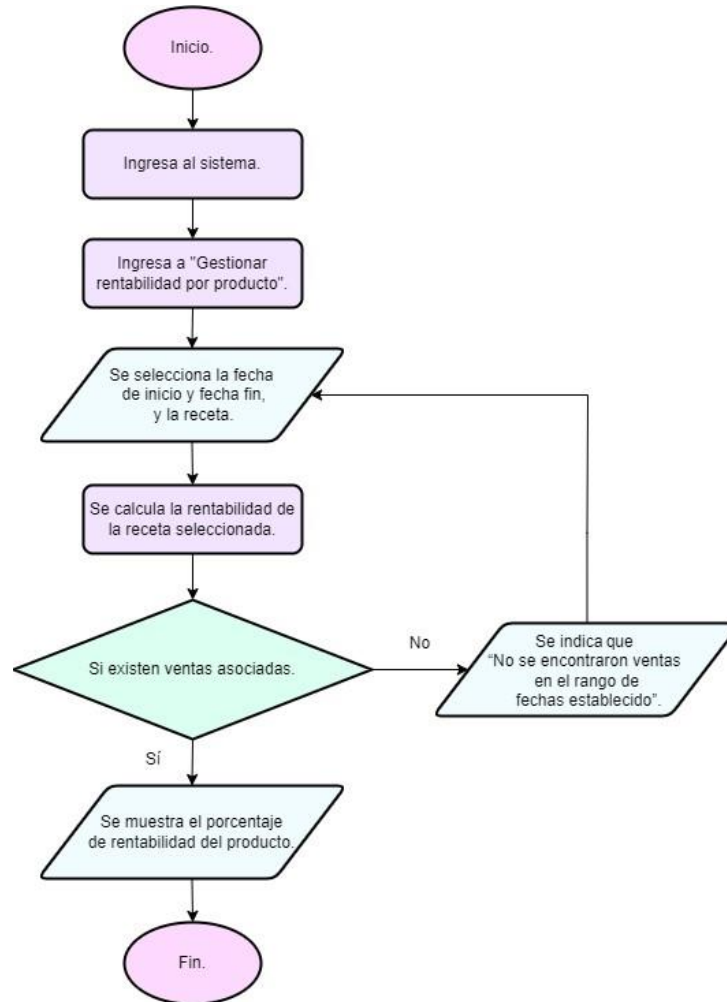 Inicio.
Ingresa al sistema.
Ingresa a "Gestionar
rentabilidad por producto".
Se selecciona la fecha
de inicio y fecha fin,
y la receta.
Se calcula la rentabilidad de
la receta seleccionada.
Si existen ventas asociadas.
No
Se indica que
“No se encontraron ventas
en el rango de
fechas establecido”.
Sí
Se muestra el porcentaje
de rentabilidad del producto.
Fin.